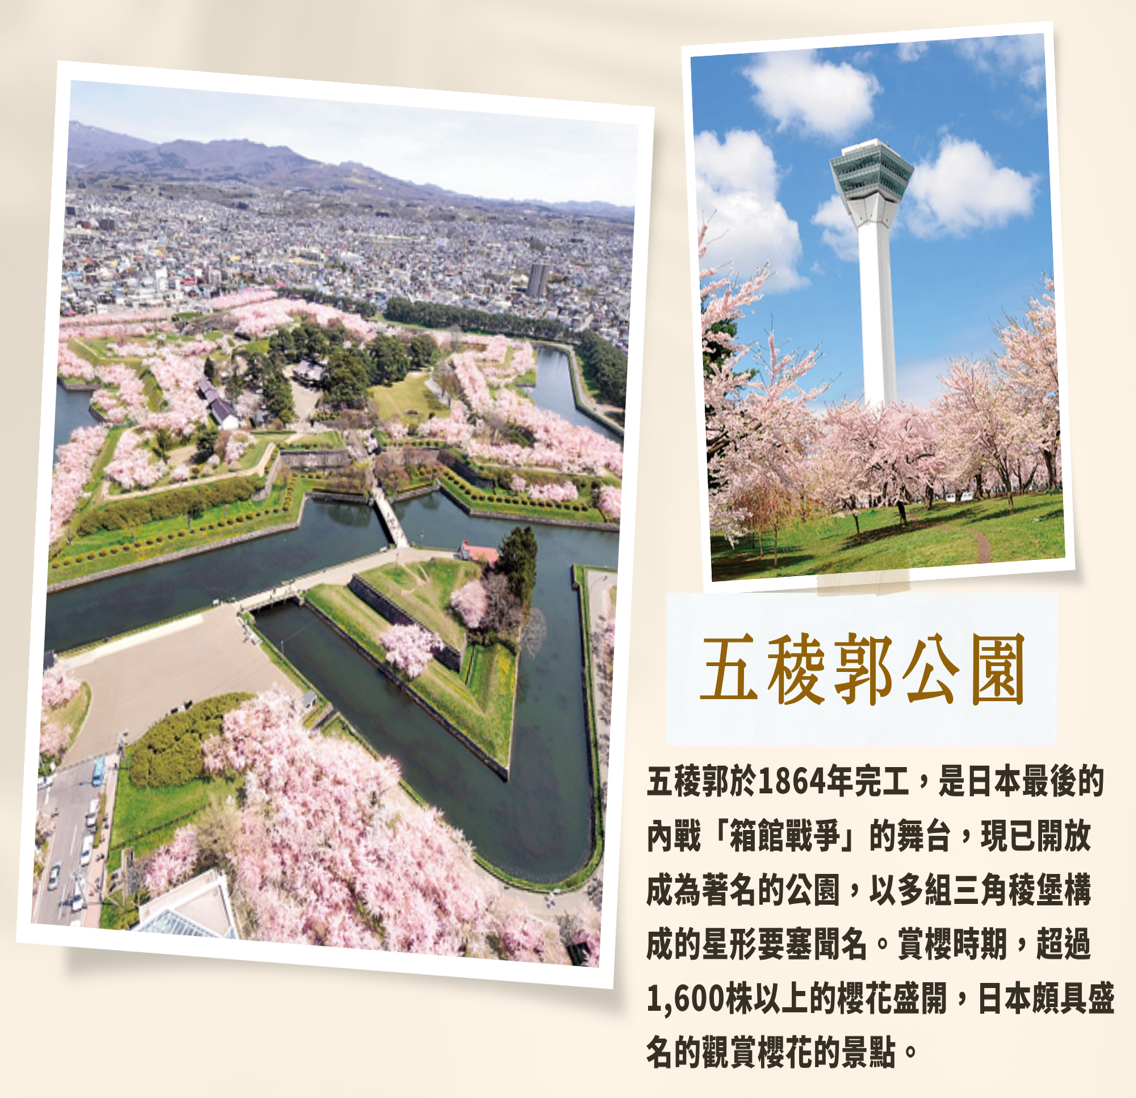 五稜郭公園
五稜郭於1864年完工，是日本最後的
內戰「箱館戰爭」的舞台，現已開放
成為著名的公園，以多組三角稜堡構
成的星形要塞聞名。賞櫻時期，超過
1,600株以上的櫻花盛開，日本頗具盛
名的觀賞櫻花的景點。